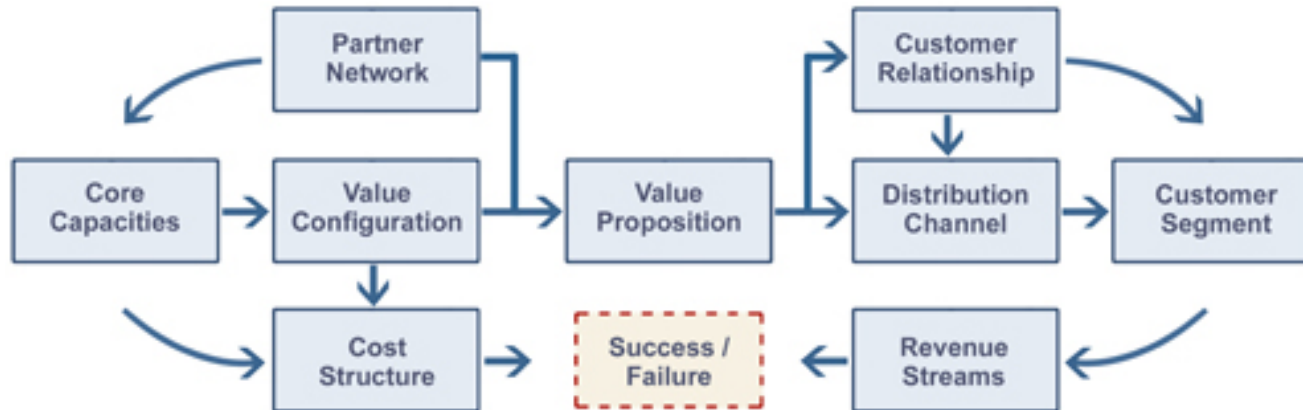 Partner
Network
Customer
Relationship
Core
Capacities
Value
Configuration
Value
Proposition
Distribution
Channel
Customer
Segment
Cost
Structure
Success /
Failure
Revenue
Streams